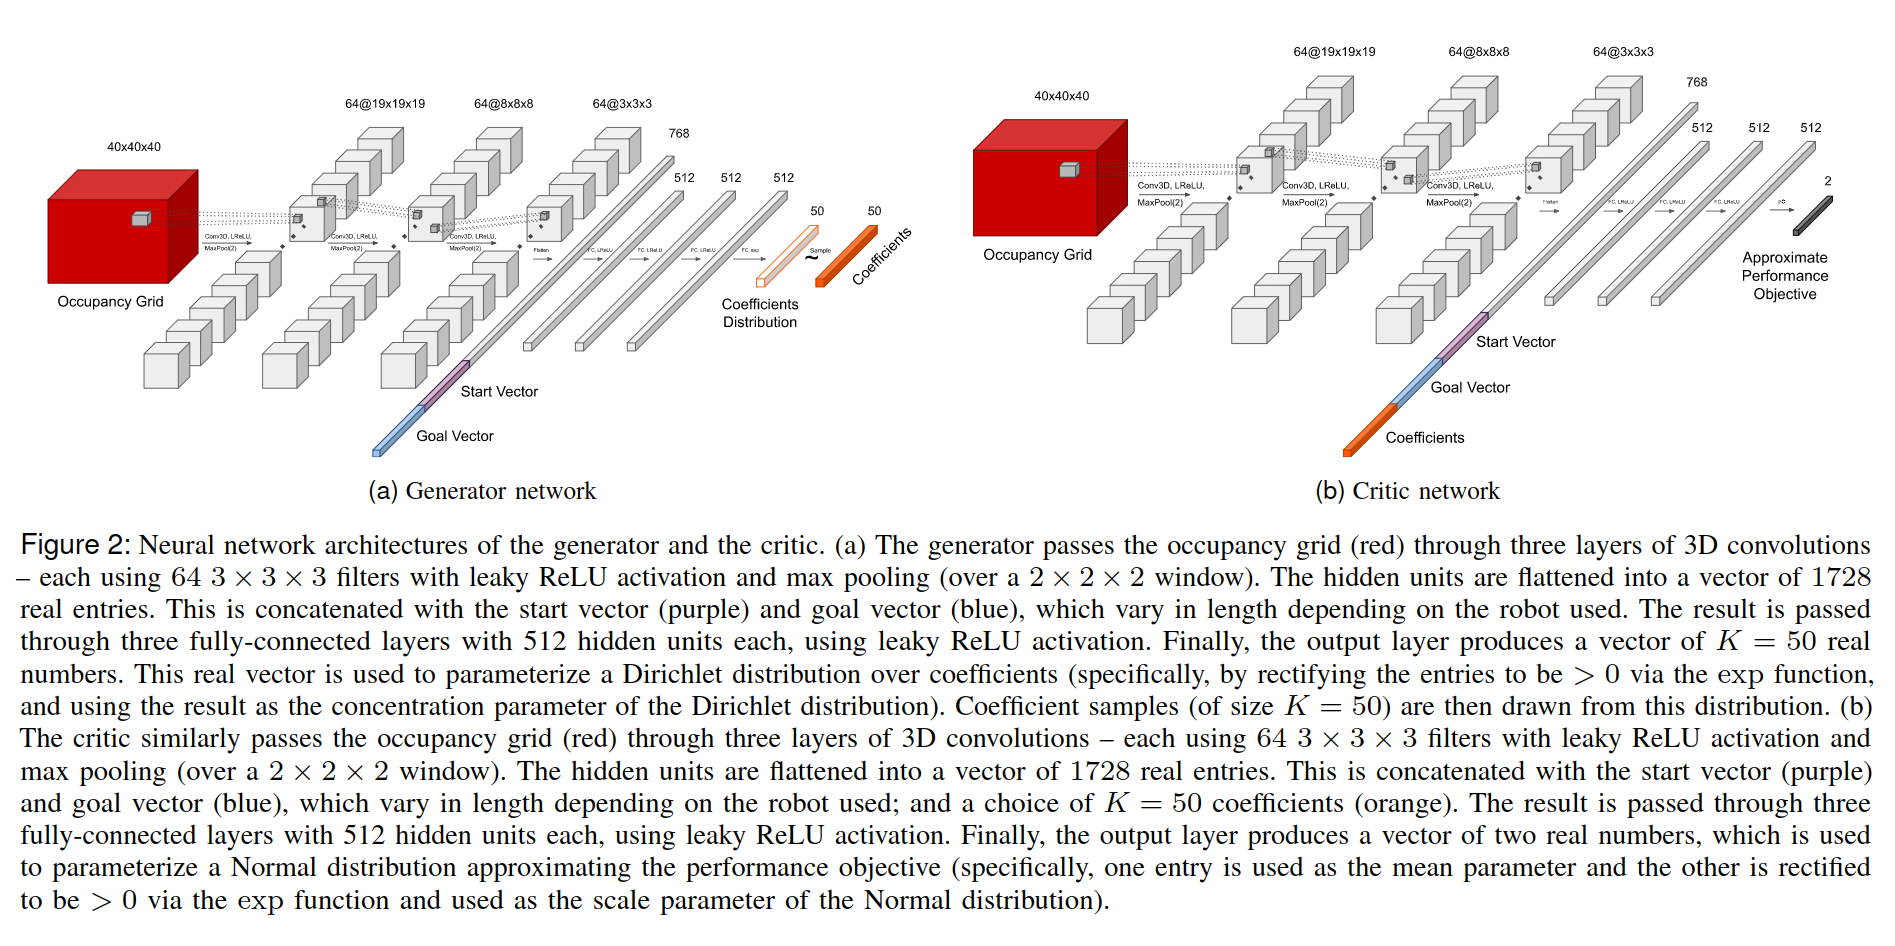 40x40x40
64@19x19x19
64@8x8x8
64@3x3x3
768
512
512
512
50
50
Conv3D, LReLU,
MaxPool(2)
Conv3D, LReLU,
MaxPool(2)
Conv3D, LReLU,
MaxPool(2)
Flatten
FC, LReLU
FC, LReLU
FC, LReLU
FC, exp
~
Sample
Occupancy Grid
Coefficients
Distribution
Coefficients
Start Vector
Goal Vector
(a) Generator network
40x40x40
64@19x19x19
64@8x8x8
64@3x3x3
768
512
512
512
2
Conv3D, LReLU,
MaxPool(2)
Conv3D, LReLU,
MaxPool(2)
Conv3D, LReLU,
MaxPool(2)
Flatten
FC, LReLU
FC, LReLU
FC, LReLU
FC
Occupancy Grid
Approximate
Performance
Objective
Start Vector
Goal Vector
Coefficients
(b) Critic network
Figure 2: Neural network architectures of the generator and the critic. (a) The generator passes the occupancy grid (red) through three layers of 3D convolutions
– each using 64 3 × 3 × 3 filters with leaky ReLU activation and max pooling (over a 2 × 2 × 2 window). The hidden units are flattened into a vector of 1728
real entries. This is concatenated with the start vector (purple) and goal vector (blue), which vary in length depending on the robot used. The result is passed
through three fully-connected layers with 512 hidden units each, using leaky ReLU activation. Finally, the output layer produces a vector of K = 50 real
numbers. This real vector is used to parameterize a Dirichlet distribution over coefficients (specifically, by rectifying the entries to be > 0 via the exp function,
and using the result as the concentration parameter of the Dirichlet distribution). Coefficient samples (of size K = 50) are then drawn from this distribution. (b)
The critic similarly passes the occupancy grid (red) through three layers of 3D convolutions – each using 64 3 × 3 × 3 filters with leaky ReLU activation and
max pooling (over a 2 × 2 × 2 window). The hidden units are flattened into a vector of 1728 real entries. This is concatenated with the start vector (purple)
and goal vector (blue), which vary in length depending on the robot used; and a choice of K = 50 coefficients (orange). The result is passed through three
fully-connected layers with 512 hidden units each, using leaky ReLU activation. Finally, the output layer produces a vector of two real numbers, which is used
to parameterize a Normal distribution approximating the performance objective (specifically, one entry is used as the mean parameter and the other is rectified
to be > 0 via the exp function and used as the scale parameter of the Normal distribution).